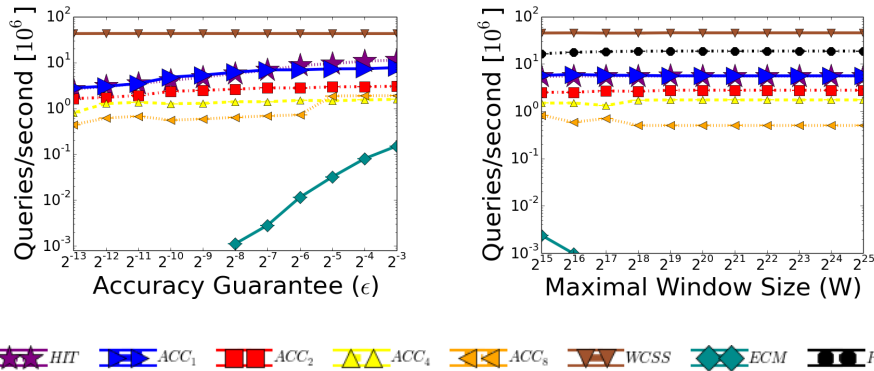 10^2
10^1
10^0
10^-1
10^-2
10^-3
Queries/second [10^6]
2^-13 2^-12 2^-11 2^-10 2^-9 2^-8 2^-7 2^-6 2^-5 2^-4 2^-3
Accuracy Guarantee (ϵ)
10^2
10^1
10^0
10^-1
10^-2
10^-3
Queries/second [10^6]
2^15 2^16 2^17 2^18 2^19 2^20 2^21 2^22 2^23 2^24 2^25
Maximal Window Size (W)
HIT ACC_1 ACC_2 ACC_4 ACC_8 WCSS ECM